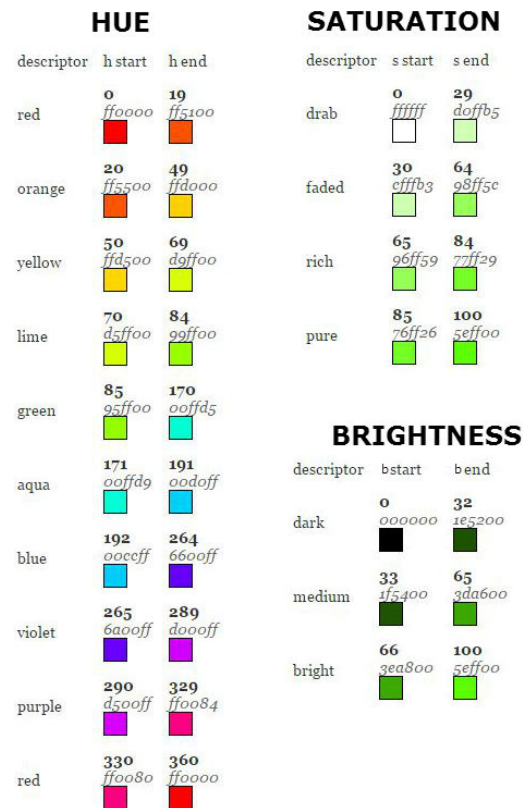 HUE
descriptor h start h end
red
0 19
ff0000 ff5100
orange
20 49
ff5500 ffd000
yellow
50 69
ffd500 d9ff00
lime
70 84
d5ff00 99ff00
green
85 170
95ff00 00ffd5
aqua
171 191
00ffd9 00d0ff
blue
192 264
00ccff 6600ff
violet
265 289
6a00ff d000ff
purple
290 329
d500ff ff0084
red
330 360
ff0080 ff0000
SATURATION
descriptor s start s end
drab
0 29
ffffff d0ffb5
faded
30 64
cfffb3 98ff5c
rich
65 84
96ff59 77ff29
pure
85 100
76ff26 5eff00
BRIGHTNESS
descriptor b start b end
dark
0 32
000000 1e5200
medium
33 65
1f5400 3da600
bright
66 100
3ea800 5eff00